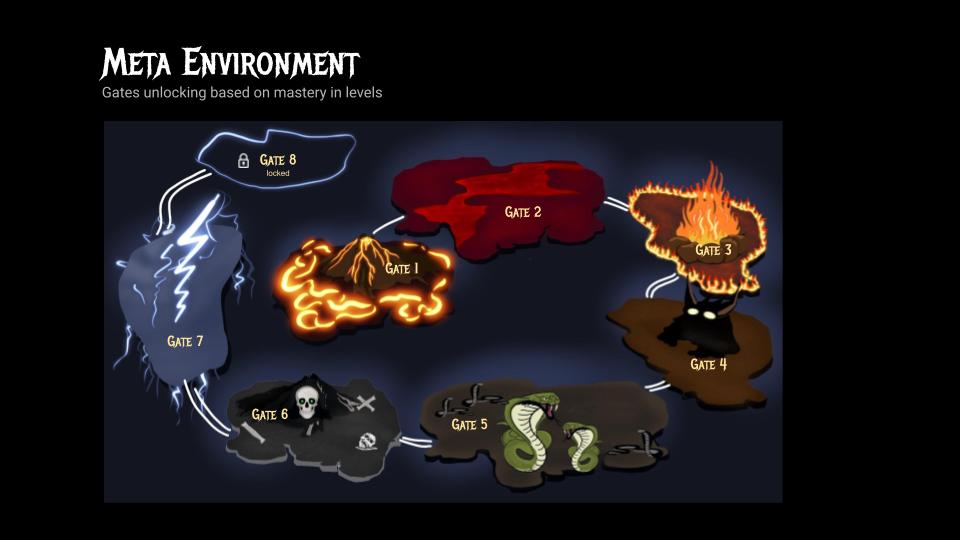 Meta Environment
Gates unlocking based on mastery in levels
Gate 8
locked
Gate 2
Gate 3
Gate 1
Gate 7
Gate 4
Gate 6
Gate 5